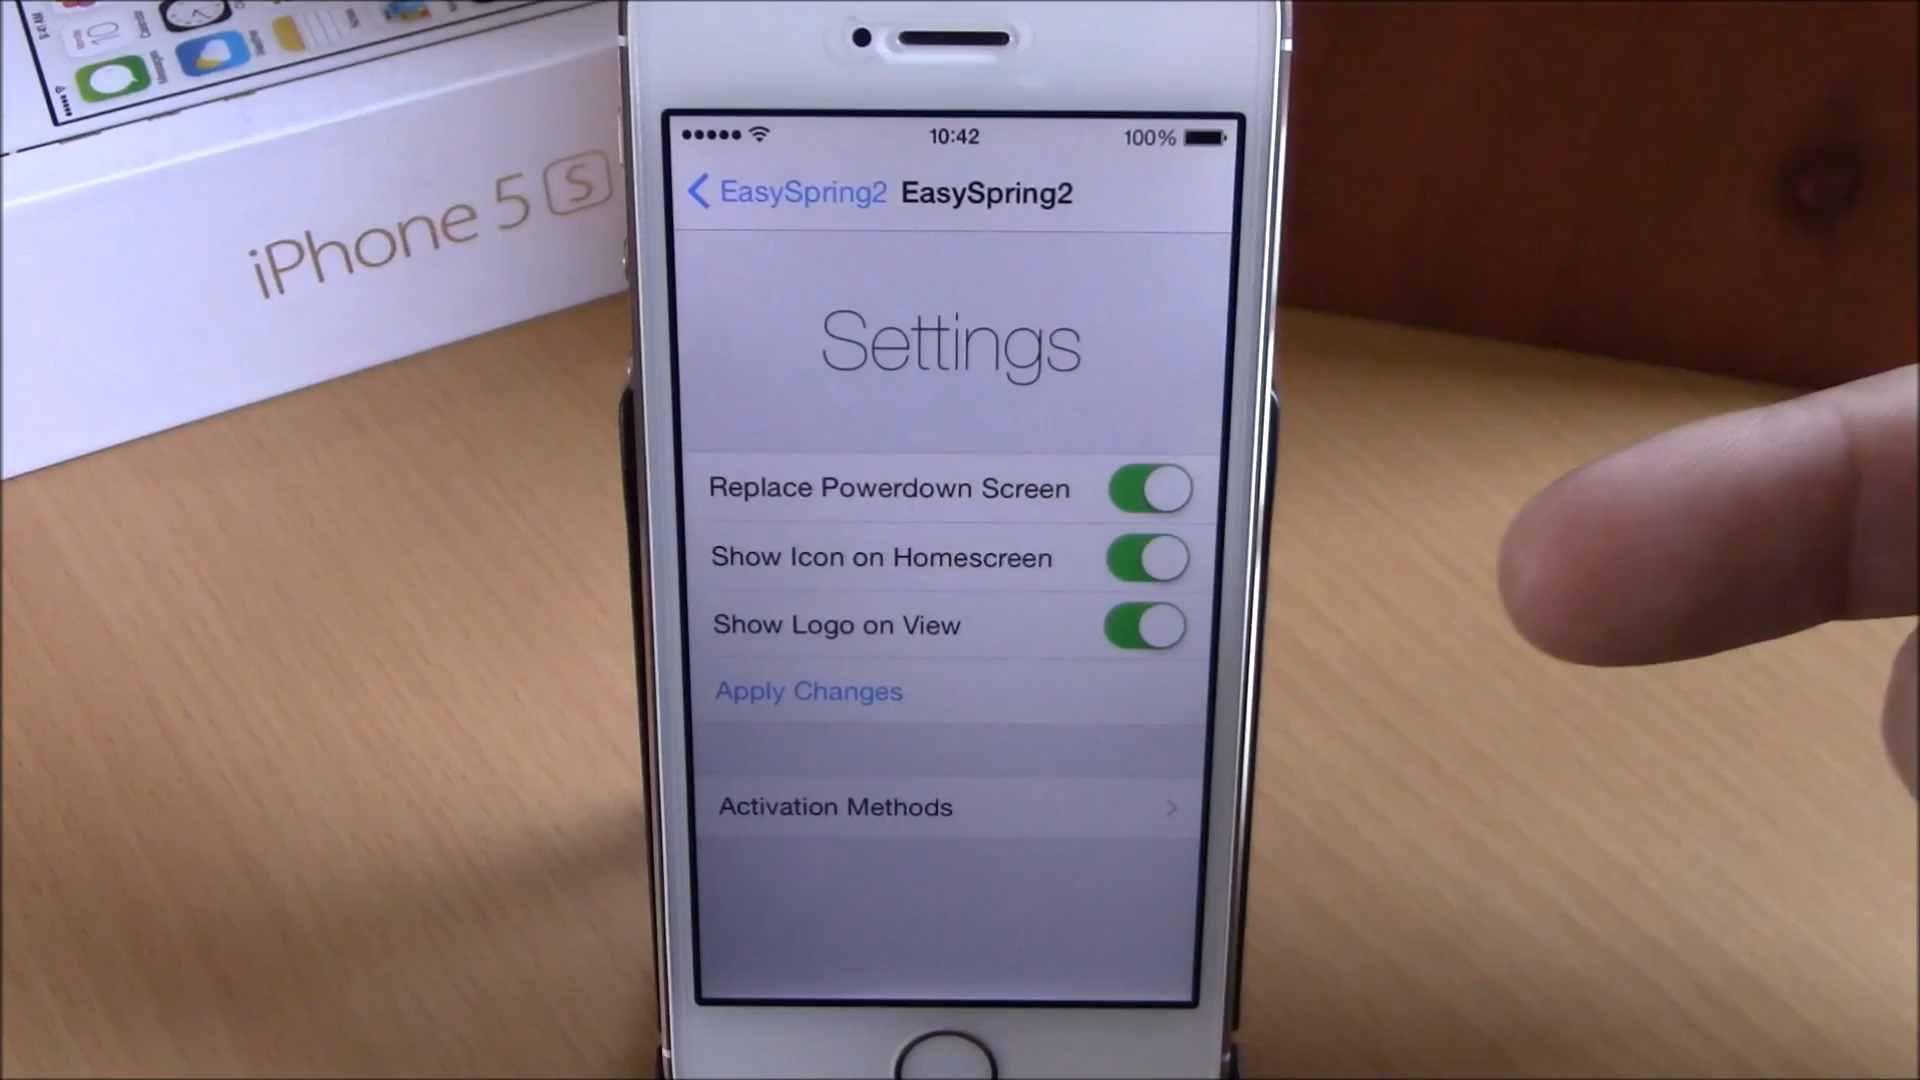 iPhone 5 S
10:42
100%
EasySpring2 EasySpring2
Settings
Replace Powerdown Screen
Show Icon on Homescreen
Show Logo on View
Apply Changes
Activation Methods